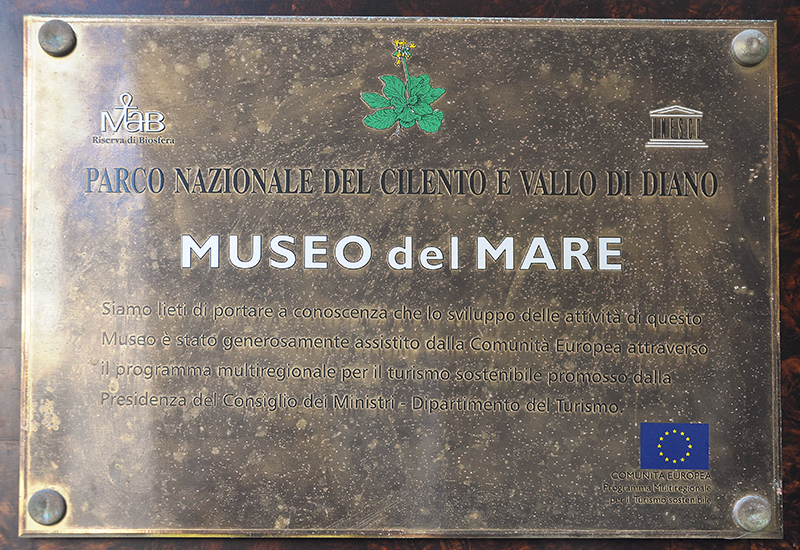 MaB
Riserva di Biosfera
UNESCO
PARCO NAZIONALE DEL CILENTO E VALLO DI DIANO
MUSEO del MARE
Siamo lieti di portare a conoscenza che lo sviluppo delle attività di questo
Museo è stato generosamente assistito dalla Comunità Europea attraverso
il programma multiregionale per il turismo sostenibile promosso dalla
Presidenza del Consiglio dei Ministri - Dipartimento del Turismo.
COMUNITÀ EUROPEA
Programma Multiregionale
per il Turismo sostenibile